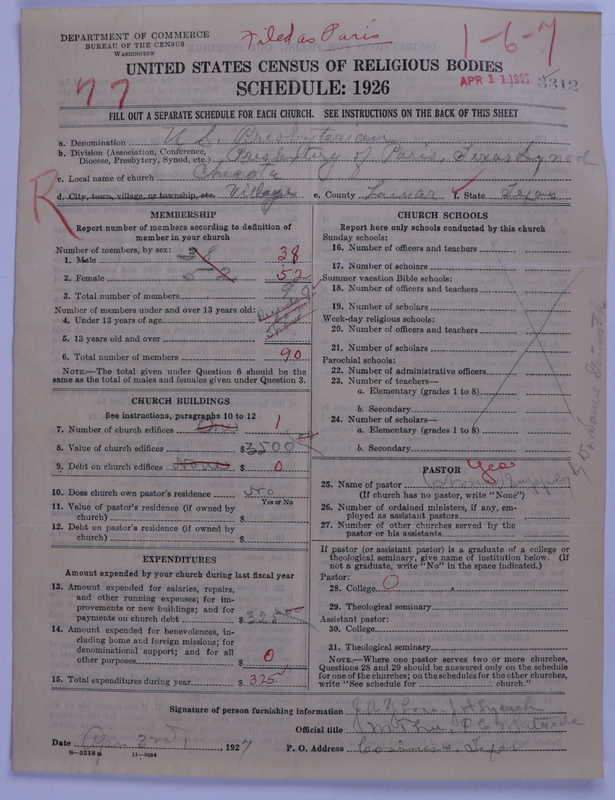 DEPARTMENT OF COMMERCE
BUREAU OF THE CENSUS
WASHINGTON
Filed as Paris
1-6-7
UNITED STATES CENSUS OF RELIGIOUS BODIES
SCHEDULE: 1926
77
APR 11 1927 3312
FILL OUT A SEPARATE SCHEDULE FOR EACH CHURCH. SEE INSTRUCTIONS ON THE BACK OF THIS SHEET
a. Denomination U.S. Presbyterian
b. Division (Association, Conference, Diocese, Presbytery, Synod, etc.) Presbytery of Paris, Texas Synod
c. Local name of church Chicota
R
d. City, town, village, or township, etc. Village e. County Lamar f. State Texas
MEMBERSHIP
Report number of members according to definition of
member in your church
Number of members, by sex:
1. Male 38 38
2. Female 52 52
3. Total number of members 90
Number of members under and over 13 years old:
4. Under 13 years of age
5. 13 years old and over
6. Total number of members 90
NOTE.—The total given under Question 6 should be the
same as the total of males and females given under Question 3.
CHURCH BUILDINGS
See instructions, paragraphs 10 to 12
7. Number of church edifices One 1
8. Value of church edifices $3500
9. Debt on church edifices None $ 0
10. Does church own pastor's residence No
Yes or No
11. Value of pastor's residence (if owned by
church) $
12. Debt on pastor's residence (if owned by
church) $
EXPENDITURES
Amount expended by your church during last fiscal year
13. Amount expended for salaries, repairs,
and other running expenses; for im-
provements or new buildings; and for
payments on church debt $ 325
14. Amount expended for benevolences, in-
cluding home and foreign missions; for
denominational support; and for all
other purposes $ 0
15. Total expenditures during year $ 325
CHURCH SCHOOLS
Report here only schools conducted by this church
Sunday schools:
16. Number of officers and teachers
17. Number of scholars
Summer vacation Bible schools:
18. Number of officers and teachers
19. Number of scholars
Week-day religious schools:
20. Number of officers and teachers
21. Number of scholars
Parochial schools:
22. Number of administrative officers
23. Number of teachers—
a. Elementary (grades 1 to 8)
b. Secondary
24. Number of scholars—
a. Elementary (grades 1 to 8)
b. Secondary
PASTOR Yes
25. Name of pastor
(If church has no pastor, write "None")
26. Number of ordained ministers, if any, em-
ployed as assistant pastors
27. Number of other churches served by the
pastor or his assistants
If pastor (or assistant pastor) is a graduate of a college or
theological seminary, give name of institution below. (If
not a graduate, write "No" in the space indicated.)
Pastor:
28. College 0
29. Theological seminary
Assistant pastor:
30. College
31. Theological seminary
NOTE.—Where one pastor serves two or more churches,
Questions 28 and 29 should be answered only on the schedule
for one of the churches; on the schedules for the other churches,
write "See schedule for church."
Signature of person furnishing information
Official title
Date 1927 P. O. Address Texas
6—5518a 11—9064